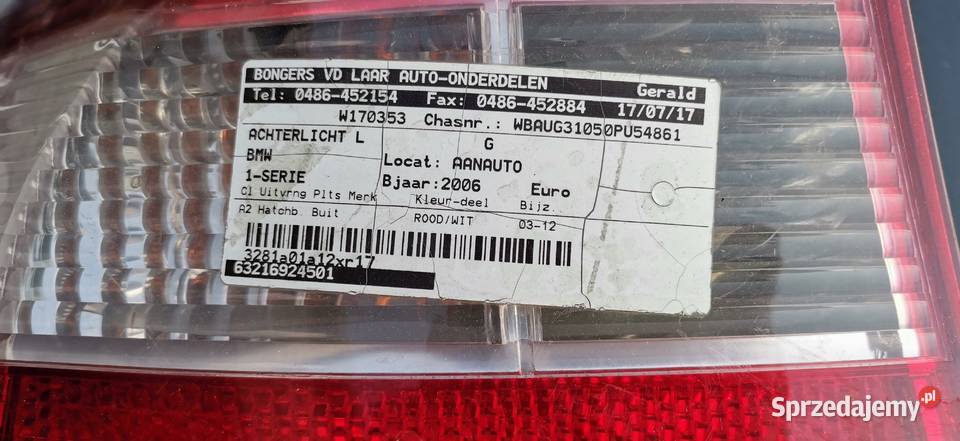 BONGERS VD LAAR AUTO-ONDERDELEN Gerald
Tel: 0486-452154 Fax: 0486-452884 17/07/17
W170353 Chasnr.: WBAUG31050PU54861
ACHTERLICHT L G
BMW Locat: AANAUTO
1-SERIE Bjaar:2006 Euro
Cl Uitvrng Plts Merk Kleur-deel Bijz.
A2 Hatchb. Buit ROOD/WIT 03-12
3281a01a12xr17
63216924501
Sprzedajemy.pl